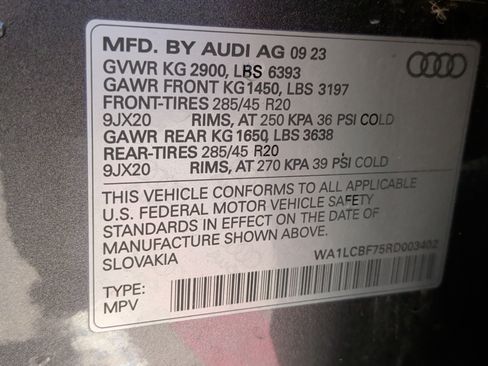 MFD. BY AUDI AG 09 23
GVWR KG 2900, LBS 6393
GAWR FRONT KG 1450, LBS 3197
FRONT-TIRES 285/45 R20
9JX20 RIMS, AT 250 KPA 36 PSI COLD
GAWR REAR KG 1650, LBS 3638
REAR-TIRES 285/45 R20
9JX20 RIMS, AT 270 KPA 39 PSI COLD
THIS VEHICLE CONFORMS TO ALL APPLICABLE
U.S. FEDERAL MOTOR VEHICLE SAFETY
STANDARDS IN EFFECT ON THE DATE OF
MANUFACTURE SHOWN ABOVE.
SLOVAKIA
WA1LCBF75RD003402
TYPE:
MPV